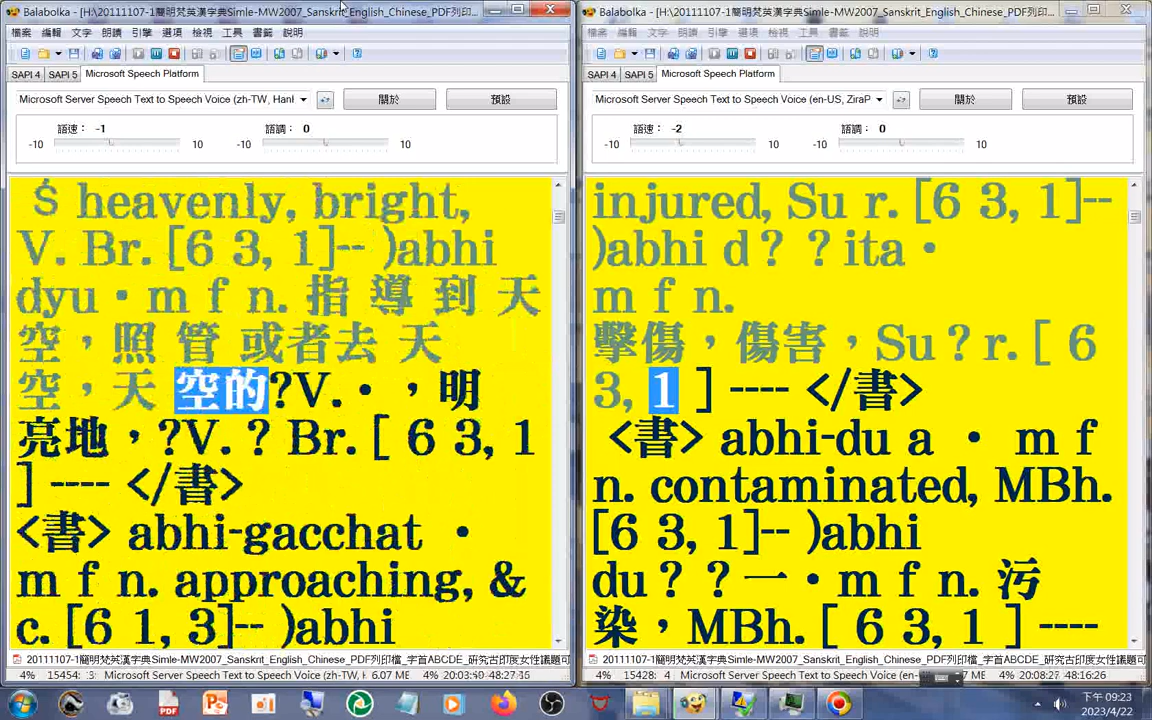 Balabolka - [H:\20111107-1簡明梵英漢字典Simle-MW2007_Sanskrit_English_Chinese_PDF列印...
檔案 編輯 文字 朗讀 引擎 選項 檢視 工具 書籤 說明
SAPI 4 SAPI 5 Microsoft Speech Platform
Microsoft Server Speech Text to Speech Voice (zh-TW, HanI
關於
預設
語速: -1
語調: 0
-10 10 -10 10
Ś heavenly, bright,
V. Br. [6 3, 1]-- )abhi
dyu · m f n. 指 導 到 天
空，照 管 或者去 天
空，天 空的?V. · ，明
亮地，?V. ? Br. [ 6 3, 1
] ---- </書>
<書> abhi-gacchat ·
m f n. approaching, &
c. [6 1, 3]-- )abhi
20111107-1簡明梵英漢字典Simle-MW2007_Sanskrit_English_Chinese_PDF列印檔_字首ABCDE_研究古印度女性議題可
4% 15454: Microsoft Server Speech Text to Speech Voice (zh-TW, 6.07 MB 4% 20:03:49
Balabolka - [H:\20111107-1簡明梵英漢字典Simle-MW2007_Sanskrit_English_Chinese_PDF列印...
檔案 編輯 文字 朗讀 引擎 選項 檢視 工具 書籤 說明
SAPI 4 SAPI 5 Microsoft Speech Platform
Microsoft Server Speech Text to Speech Voice (en-US, ZiraP
關於
預設
語速: -2
語調: 0
-10 10 -10 10
injured, Su r. [6 3, 1]--
)abhi d? ?ita ·
m f n.
擊傷，傷害，Su ? r. [ 6
3, 1 ] ---- </書>
<書> abhi-du a · m f
n. contaminated, MBh.
[6 3, 1]-- )abhi
du? ?一·m f n. 污
染，MBh. [ 6 3, 1 ] ----
20111107-1簡明梵英漢字典Simle-MW2007_Sanskrit_English_Chinese_PDF列印檔_字首ABCDE_研究古印度女性議題可
4% 15428: 4 Microsoft Server Speech Text to Speech Voice (en-us 4% 20:08:27 48:16:26
下午 09:23
2023/4/22